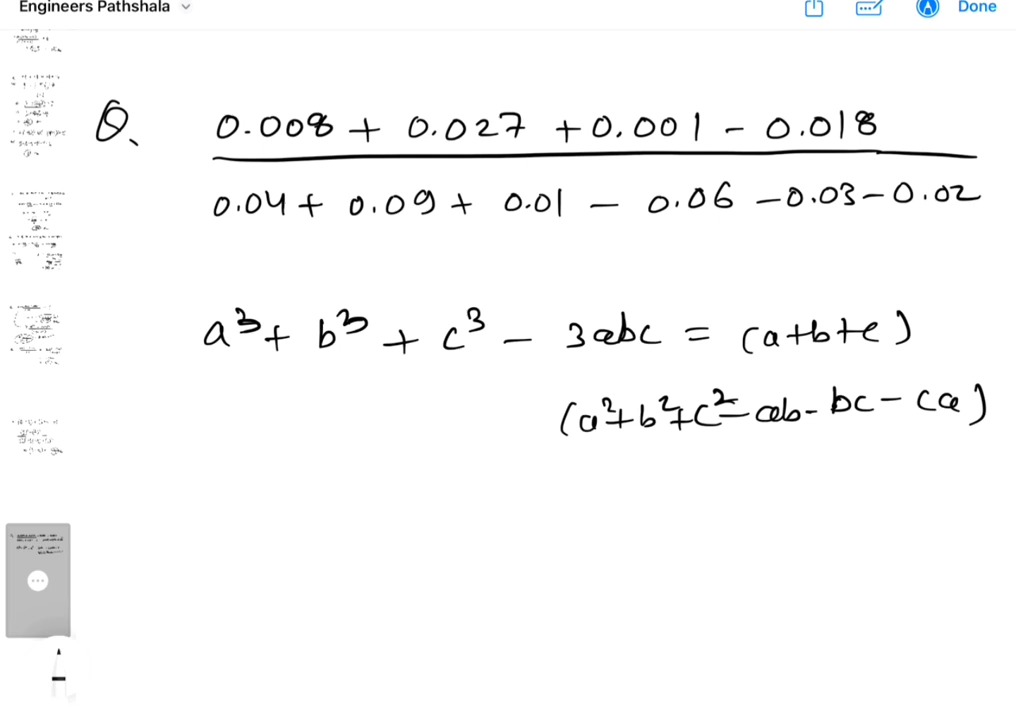 Engineers Pathshala
Done
Q. 0.008 + 0.027 + 0.001 - 0.018
0.04 + 0.09 + 0.01 - 0.06 - 0.03 - 0.02
a³ + b³ + c³ - 3abc = (a+b+c)
(a²+b²+c²-ab-bc-ca)